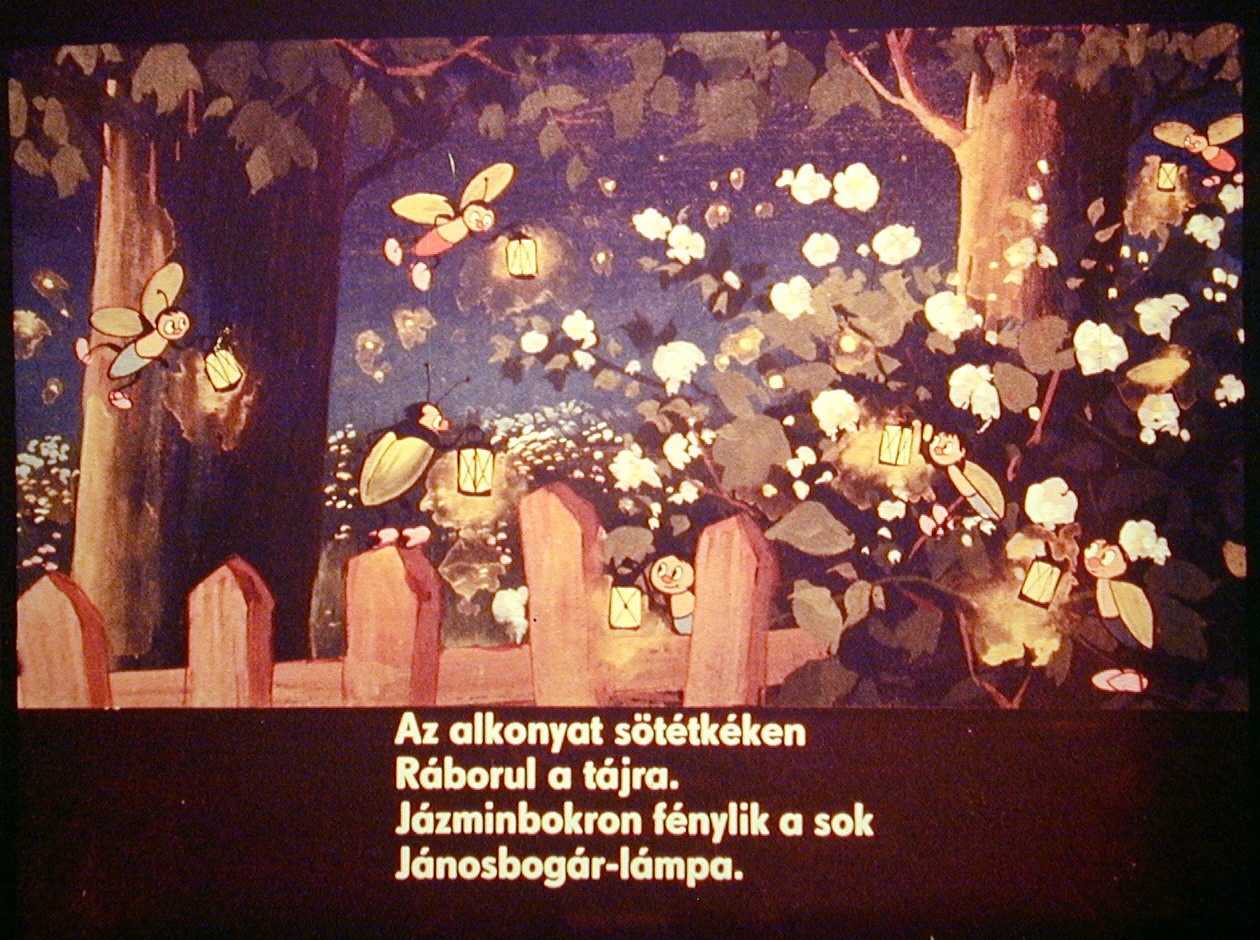 Az alkonyat sötétkéken
Ráborul a tájra.
Jázminbokron fénylik a sok
Jánosbogár-lámpa.